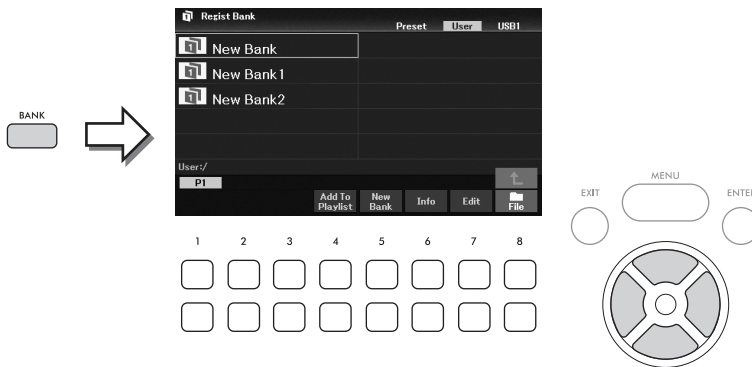 Regist Bank
Preset User USB1
New Bank
New Bank1
New Bank2
BANK
User:/
P1
Add To Playlist
New Bank
Info
Edit
File
EXIT
MENU
ENTER
1 2 3 4 5 6 7 8